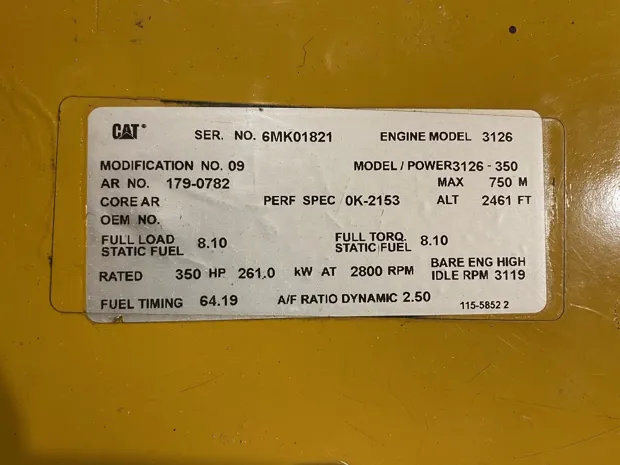 CAT® SER. NO. 6MK01821 ENGINE MODEL 3126
MODIFICATION NO. 09 MODEL / POWER3126 - 350
AR NO. 179-0782 MAX 750 M
CORE AR PERF SPEC 0K-2153 ALT 2461 FT
OEM NO.
FULL LOAD STATIC FUEL 8.10 FULL TORQ STATIC FUEL 8.10
RATED 350 HP 261.0 kW AT 2800 RPM BARE ENG HIGH IDLE RPM 3119
FUEL TIMING 64.19 A/F RATIO DYNAMIC 2.50 115-5852 2